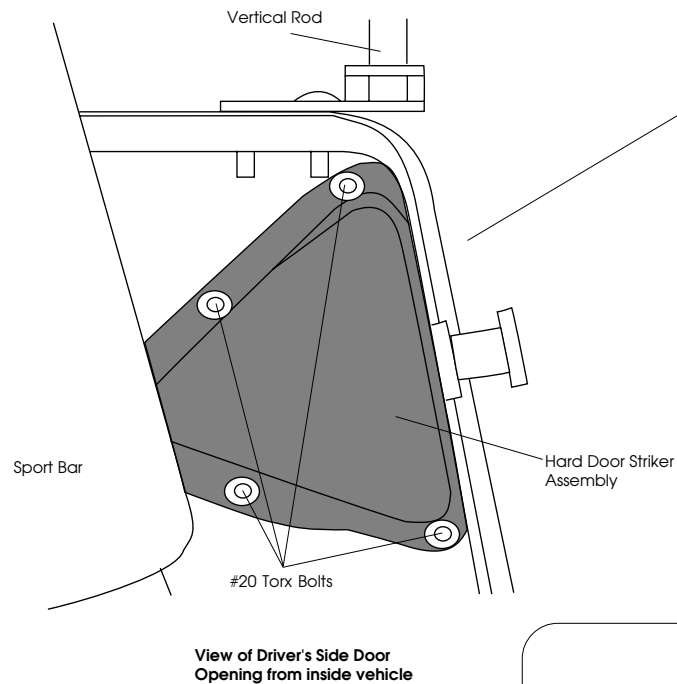 Vertical Rod
Sport Bar
Hard Door Striker
Assembly
#20 Torx Bolts
View of Driver's Side Door
Opening from inside vehicle